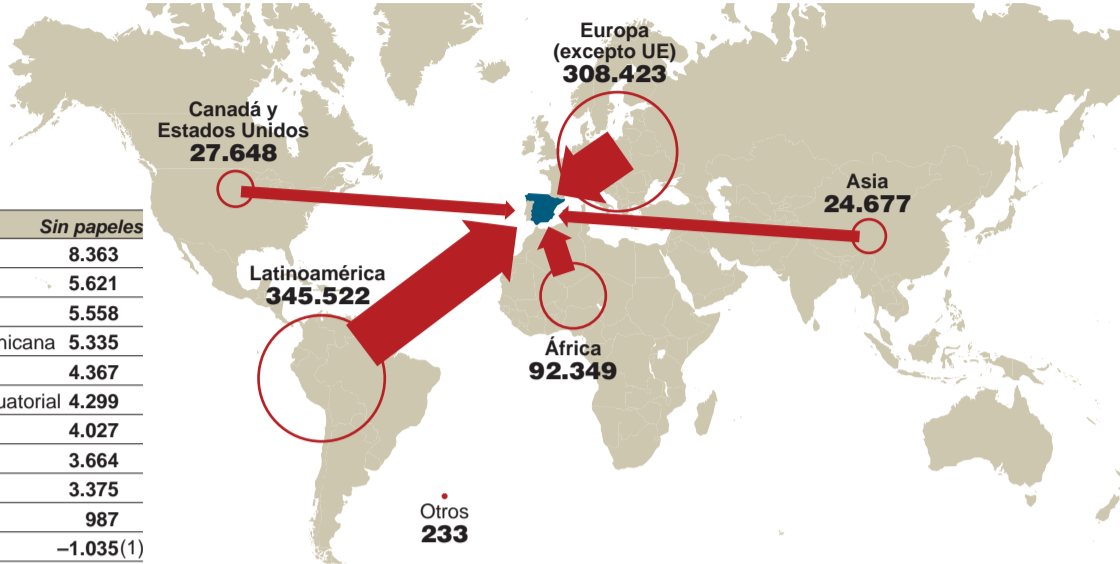 Europa
(excepto UE)
308.423
Canadá y
Estados Unidos
27.648
Asia
24.677
Latinoamérica
345.522
África
92.349
Otros
233
Sin papeles
8.363
5.621
5.558
nicana 5.335
4.367
uatorial 4.299
4.027
3.664
3.375
987
–1.035(1)